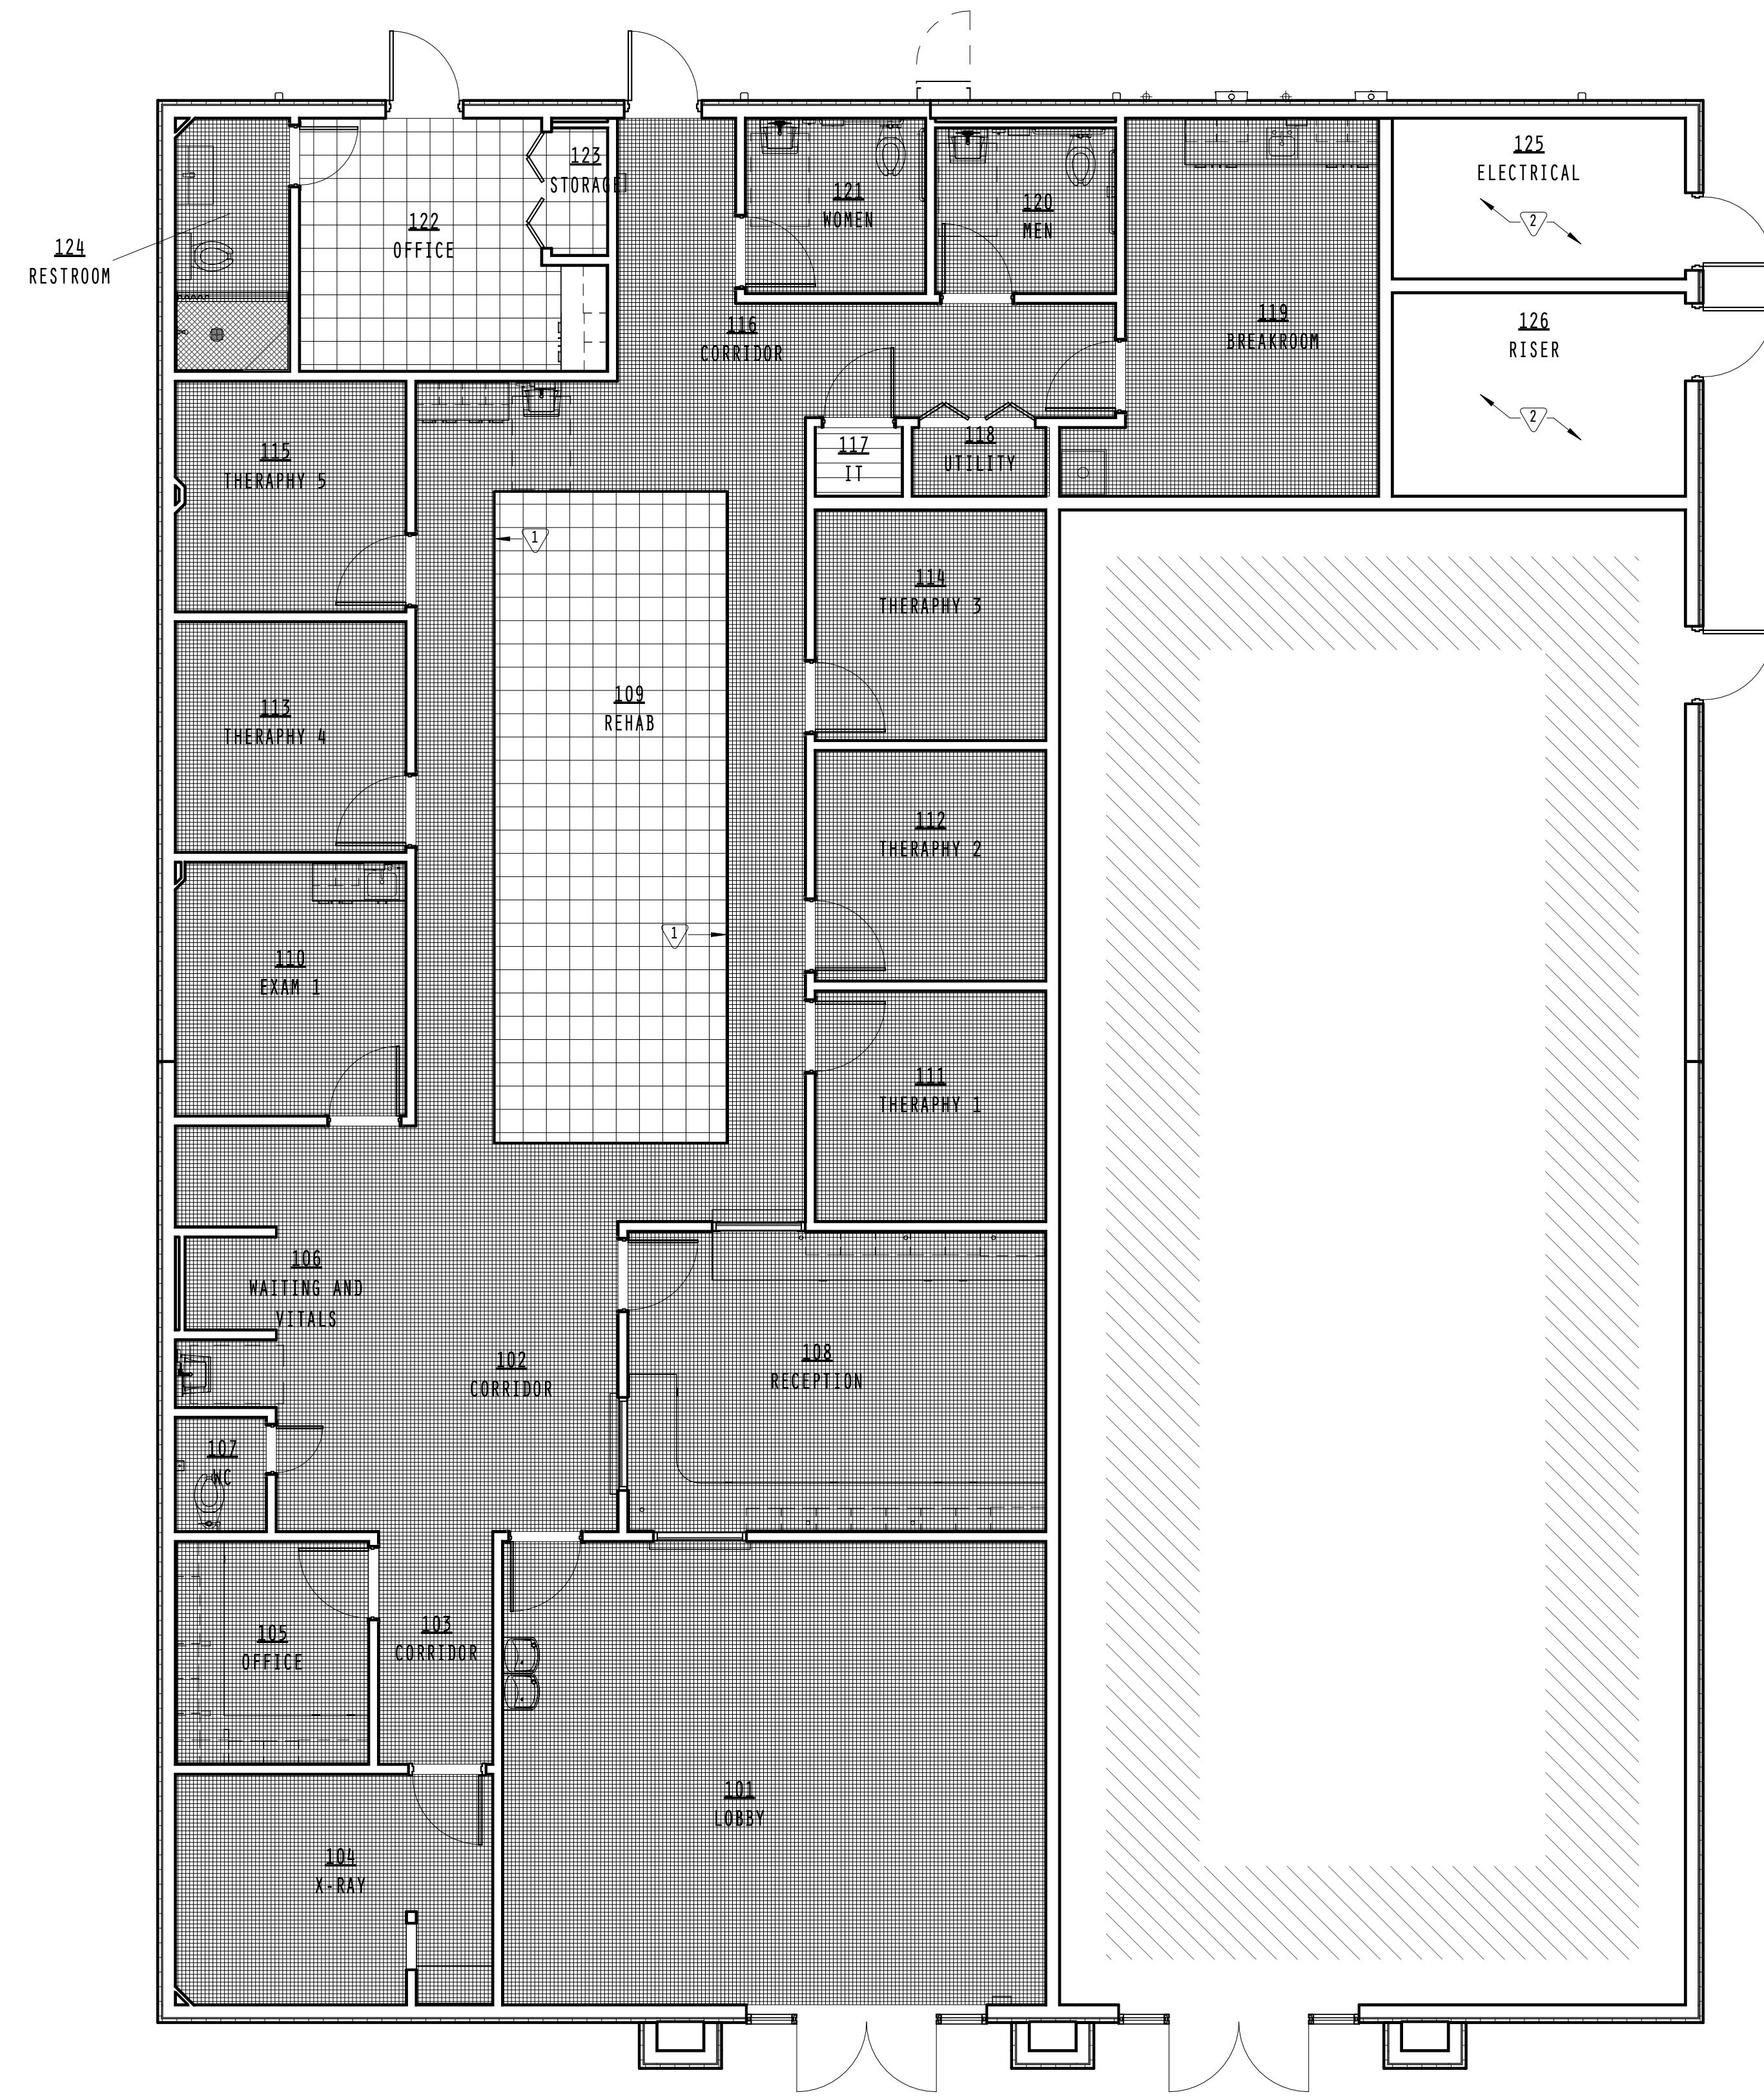 123
STORAGE
125
ELECTRICAL
2
121
WOMEN
120
MEN
122
OFFICE
124
RESTROOM
116
CORRIDOR
119
BREAKROOM
126
RISER
2
115
THERAPHY 5
117
IT
118
UTILITY
1
114
THERAPHY 3
109
REHAB
113
THERAPHY 4
112
THERAPHY 2
1
110
EXAM 1
111
THERAPHY 1
106
WAITING AND
VITALS
102
CORRIDOR
108
RECEPTION
107
WC
105
OFFICE
103
CORRIDOR
101
LOBBY
104
X-RAY